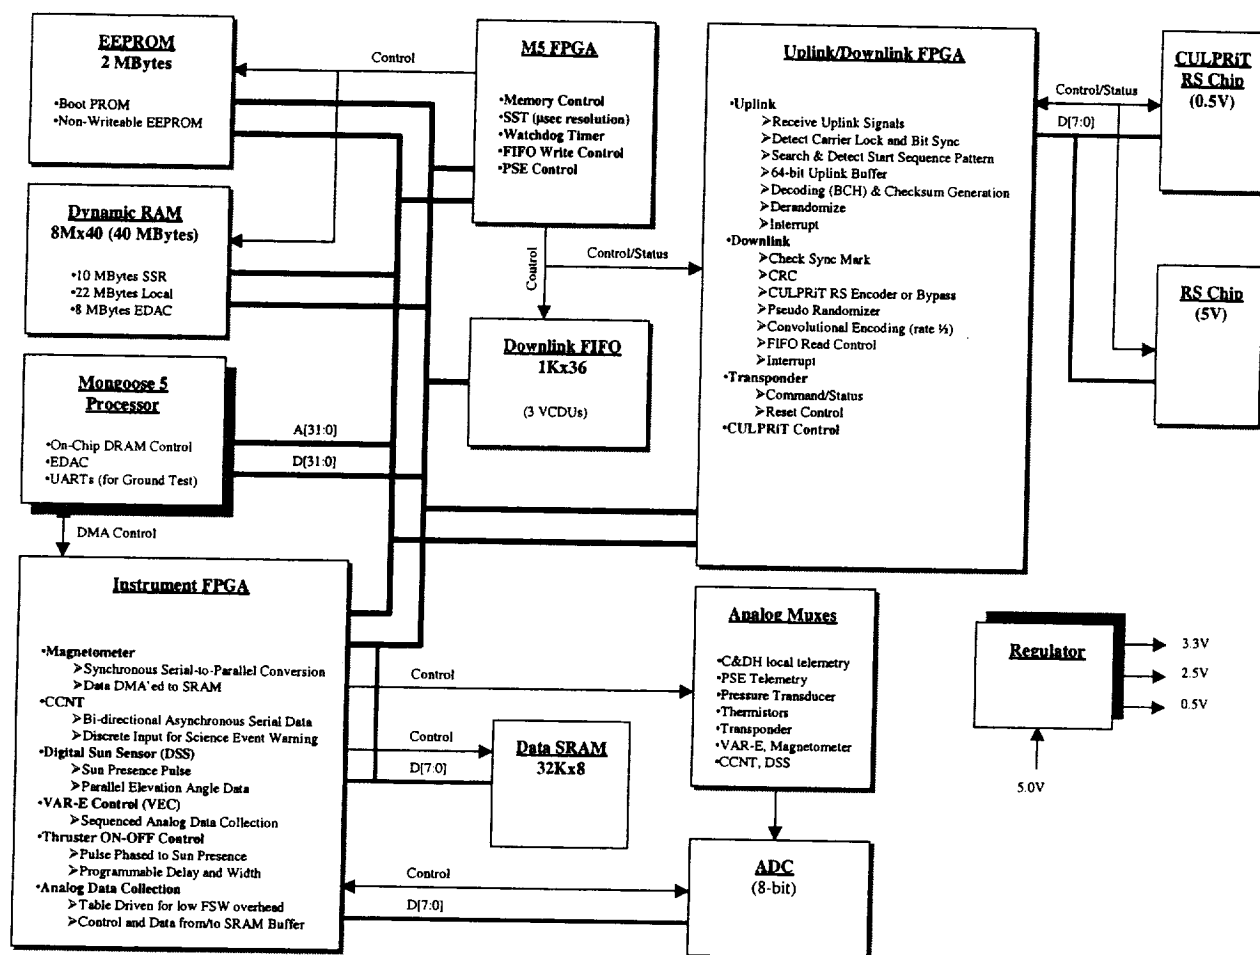 EEPROM
2 MBytes
•Boot PROM
•Non-Writeable EEPROM
Control
M5 FPGA
•Memory Control
•SST (µsec resolution)
•Watchdog Timer
•FIFO Write Control
•PSE Control
Uplink/Downlink FPGA
•Uplink
➢Receive Uplink Signals
➢Detect Carrier Lock and Bit Sync
➢Search & Detect Start Sequence Pattern
➢64-bit Uplink Buffer
➢Decoding (BCH) & Checksum Generation
➢Derandomize
➢Interrupt
•Downlink
➢Check Sync Mark
➢CRC
➢CULPRiT RS Encoder or Bypass
➢Pseudo Randomizer
➢Convolutional Encoding (rate ½)
➢FIFO Read Control
➢Interrupt
•Transponder
➢Command/Status
➢Reset Control
•CULPRiT Control
Control/Status
D[7:0]
CULPRiT
RS Chip
(0.5V)
RS Chip
(5V)
Dynamic RAM
8Mx40 (40 MBytes)
•10 MBytes SSR
•22 MBytes Local
•8 MBytes EDAC
Control
Control/Status
Downlink FIFO
1Kx36
(3 VCDUs)
Mongoose 5
Processor
•On-Chip DRAM Control
•EDAC
•UARTs (for Ground Test)
A[31:0]
D[31:0]
DMA Control
Instrument FPGA
•Magnetometer
➢Synchronous Serial-to-Parallel Conversion
➢Data DMA'ed to SRAM
•CCNT
➢Bi-directional Asynchronous Serial Data
➢Discrete Input for Science Event Warning
•Digital Sun Sensor (DSS)
➢Sun Presence Pulse
➢Parallel Elevation Angle Data
•VAR-E Control (VEC)
➢Sequenced Analog Data Collection
•Thruster ON-OFF Control
➢Pulse Phased to Sun Presence
➢Programmable Delay and Width
•Analog Data Collection
➢Table Driven for low FSW overhead
➢Control and Data from/to SRAM Buffer
Control
Control
D[7:0]
Data SRAM
32Kx8
Control
D[7:0]
Analog Muxes
•C&DH local telemetry
•PSE Telemetry
•Pressure Transducer
•Thermistors
•Transponder
•VAR-E, Magnetometer
•CCNT, DSS
ADC
(8-bit)
Regulator
3.3V
2.5V
0.5V
5.0V